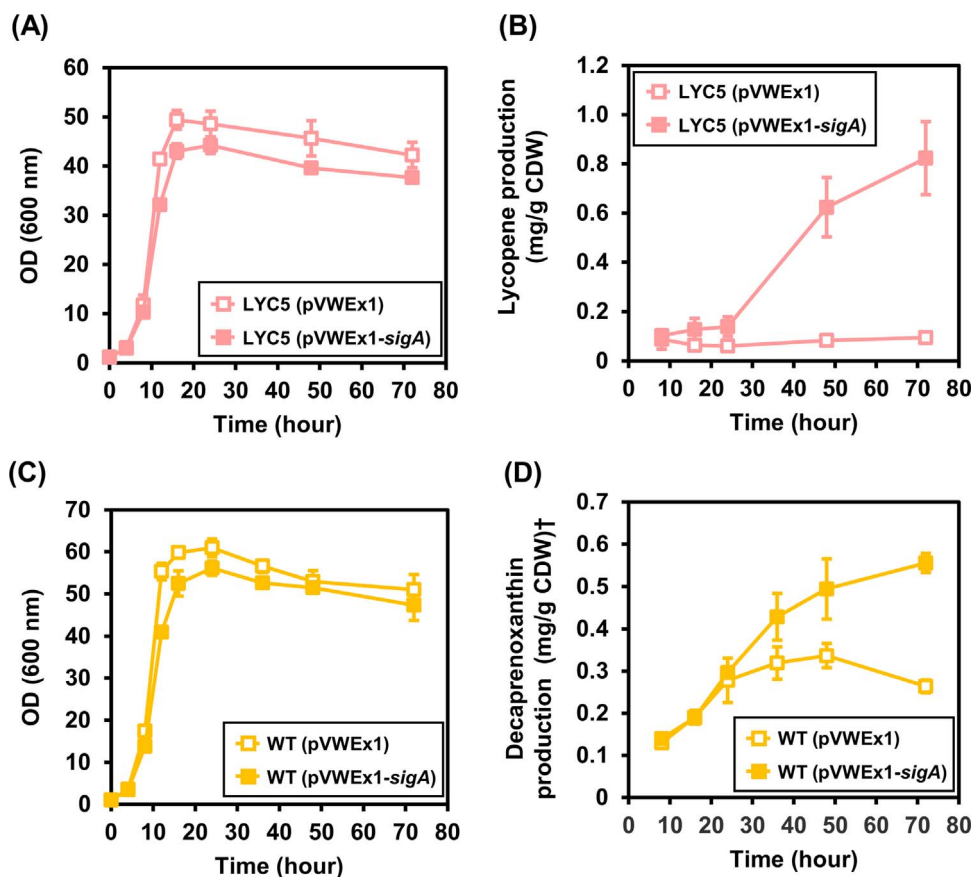 (A)
60
50
40
30
20
10
0
OD (600 nm)
LYC5 (pVWEx1)
LYC5 (pVWEx1-sigA)
0 10 20 30 40 50 60 70 80
Time (hour)
(B)
1.2
1.0
0.8
0.6
0.4
0.2
0
Lycopene production
(mg/g CDW)
LYC5 (pVWEx1)
LYC5 (pVWEx1-sigA)
0 10 20 30 40 50 60 70 80
Time (hour)
(C)
70
60
50
40
30
20
10
0
OD (600 nm)
WT (pVWEx1)
WT (pVWEx1-sigA)
0 10 20 30 40 50 60 70 80
Time (hour)
(D)
0.7
0.6
0.5
0.4
0.3
0.2
0.1
0
Decaprenoxanthin
production (mg/g CDW)†
WT (pVWEx1)
WT (pVWEx1-sigA)
0 10 20 30 40 50 60 70 80
Time (hour)